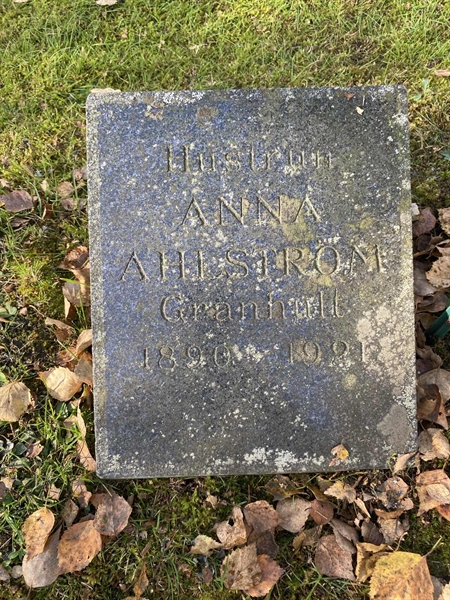 Hustrun
ANNA
AHLSTRÖM
Granhult
1890 - 1921